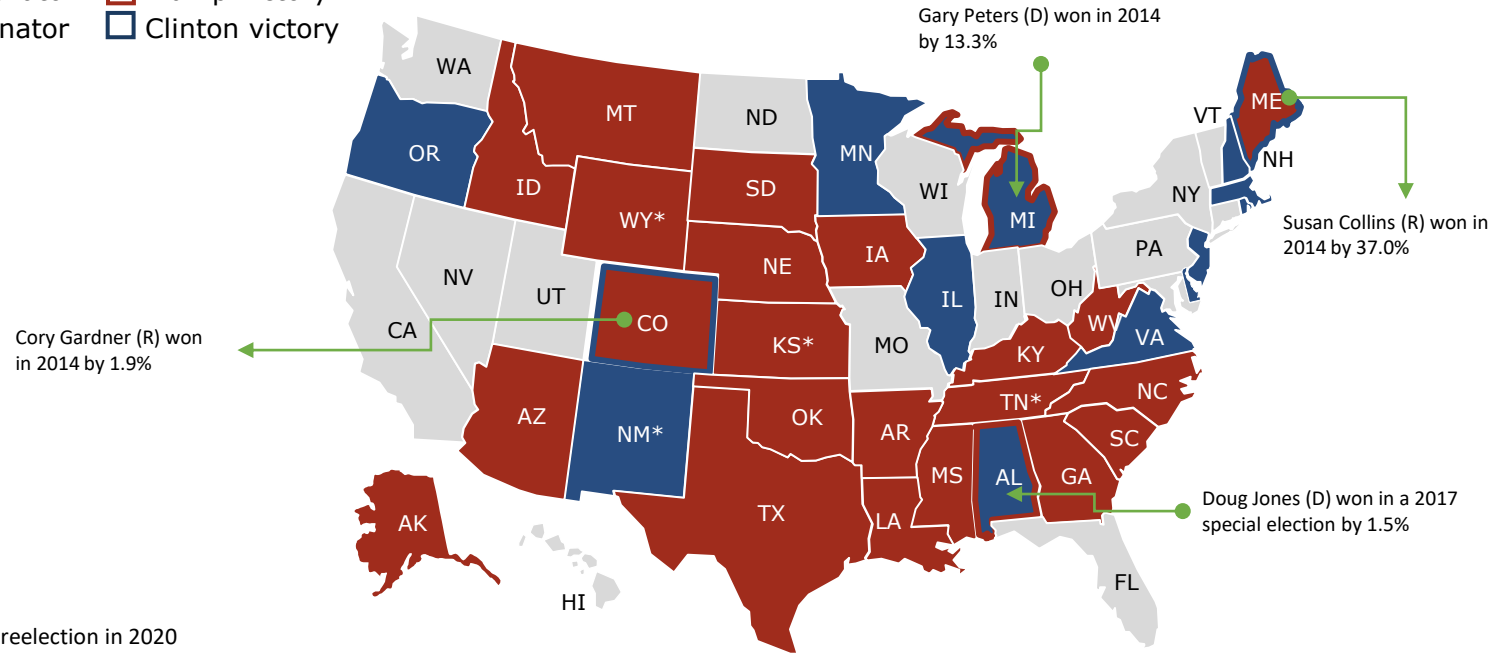 nator
Clinton victory
Gary Peters (D) won in 2014
by 13.3%
WA
MT
ND
MN
ME
VT
OR
ID
SD
WI
NH
NY
WY*
MI
Susan Collins (R) won in
2014 by 37.0%
IA
PA
NE
NV
UT
IL
IN
OH
CO
CA
WV
VA
Cory Gardner (R) won
in 2014 by 1.9%
KS*
MO
KY
AZ
NM*
OK
AR
TN*
NC
SC
MS
AL
GA
Doug Jones (D) won in a 2017
special election by 1.5%
TX
LA
AK
HI
FL
reelection in 2020